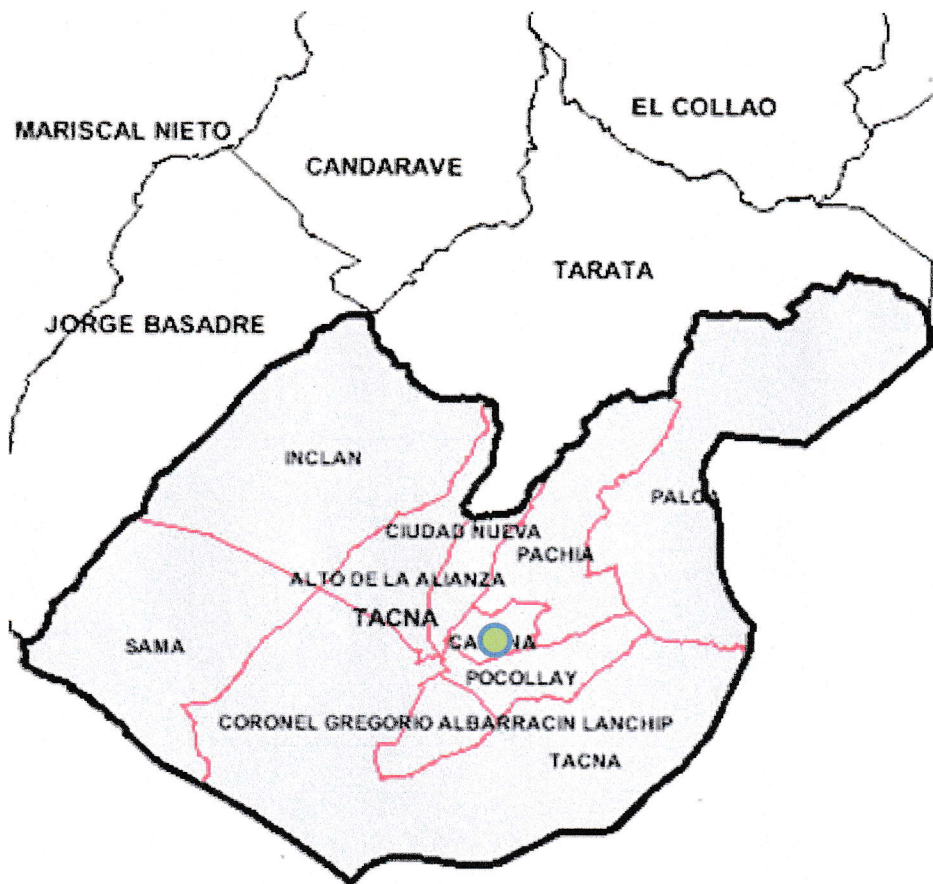 EL COLLAO
MARISCAL NIETO
CANDARAVE
TARATA
JORGE BASADRE
INCLAN
PALCA
CIUDAD NUEVA
PACHIA
ALTO DE LA ALIANZA
TACNA
SAMA
POCOLLAY
CORONEL GREGORIO ALBARRACIN LANCHIP
TACNA